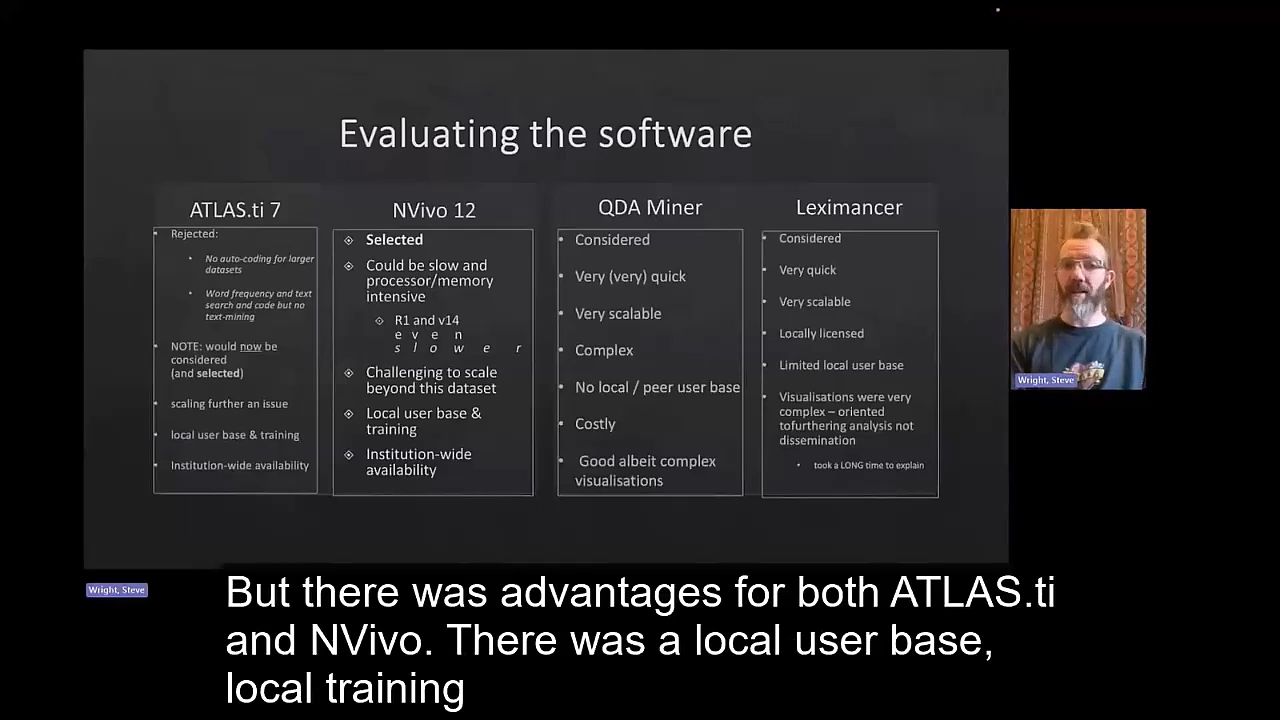 Evaluating the software
ATLAS.ti 7
Rejected:
No auto-coding for larger
datasets
Word frequency and text
search and code but no
text-mining
NOTE: would now be
considered
(and selected)
scaling further an issue
local user base & training
Institution-wide availability
NVivo 12
Selected
Could be slow and
processor/memory
intensive
R1 and v14
e v e n
s l o w e r
Challenging to scale
beyond this dataset
Local user base &
training
Institution-wide
availability
QDA Miner
Considered
Very (very) quick
Very scalable
Complex
No local / peer user base
Costly
Good albeit complex
visualisations
Leximancer
Considered
Very quick
Very scalable
Locally licensed
Limited local user base
Visualisations were very
complex – oriented
tofurthering analysis not
dissemination
took a LONG time to explain
Wright, Steve
Wright, Steve
But there was advantages for both ATLAS.ti
and NVivo. There was a local user base,
local training